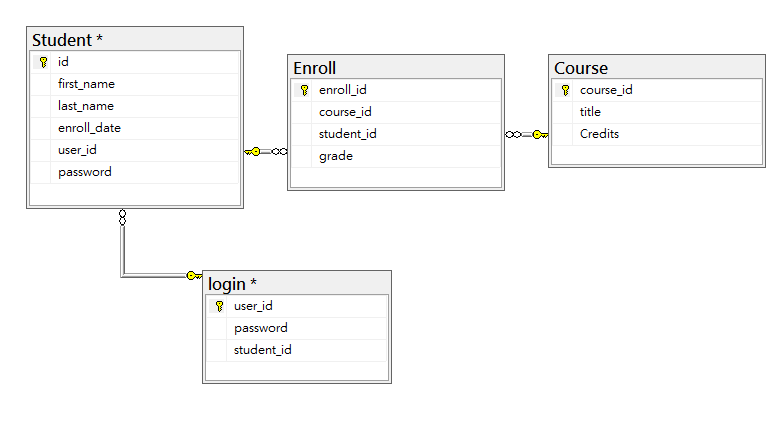 Student *
id
first_name
last_name
enroll_date
user_id
password
Enroll
enroll_id
course_id
student_id
grade
Course
course_id
title
Credits
login *
user_id
password
student_id